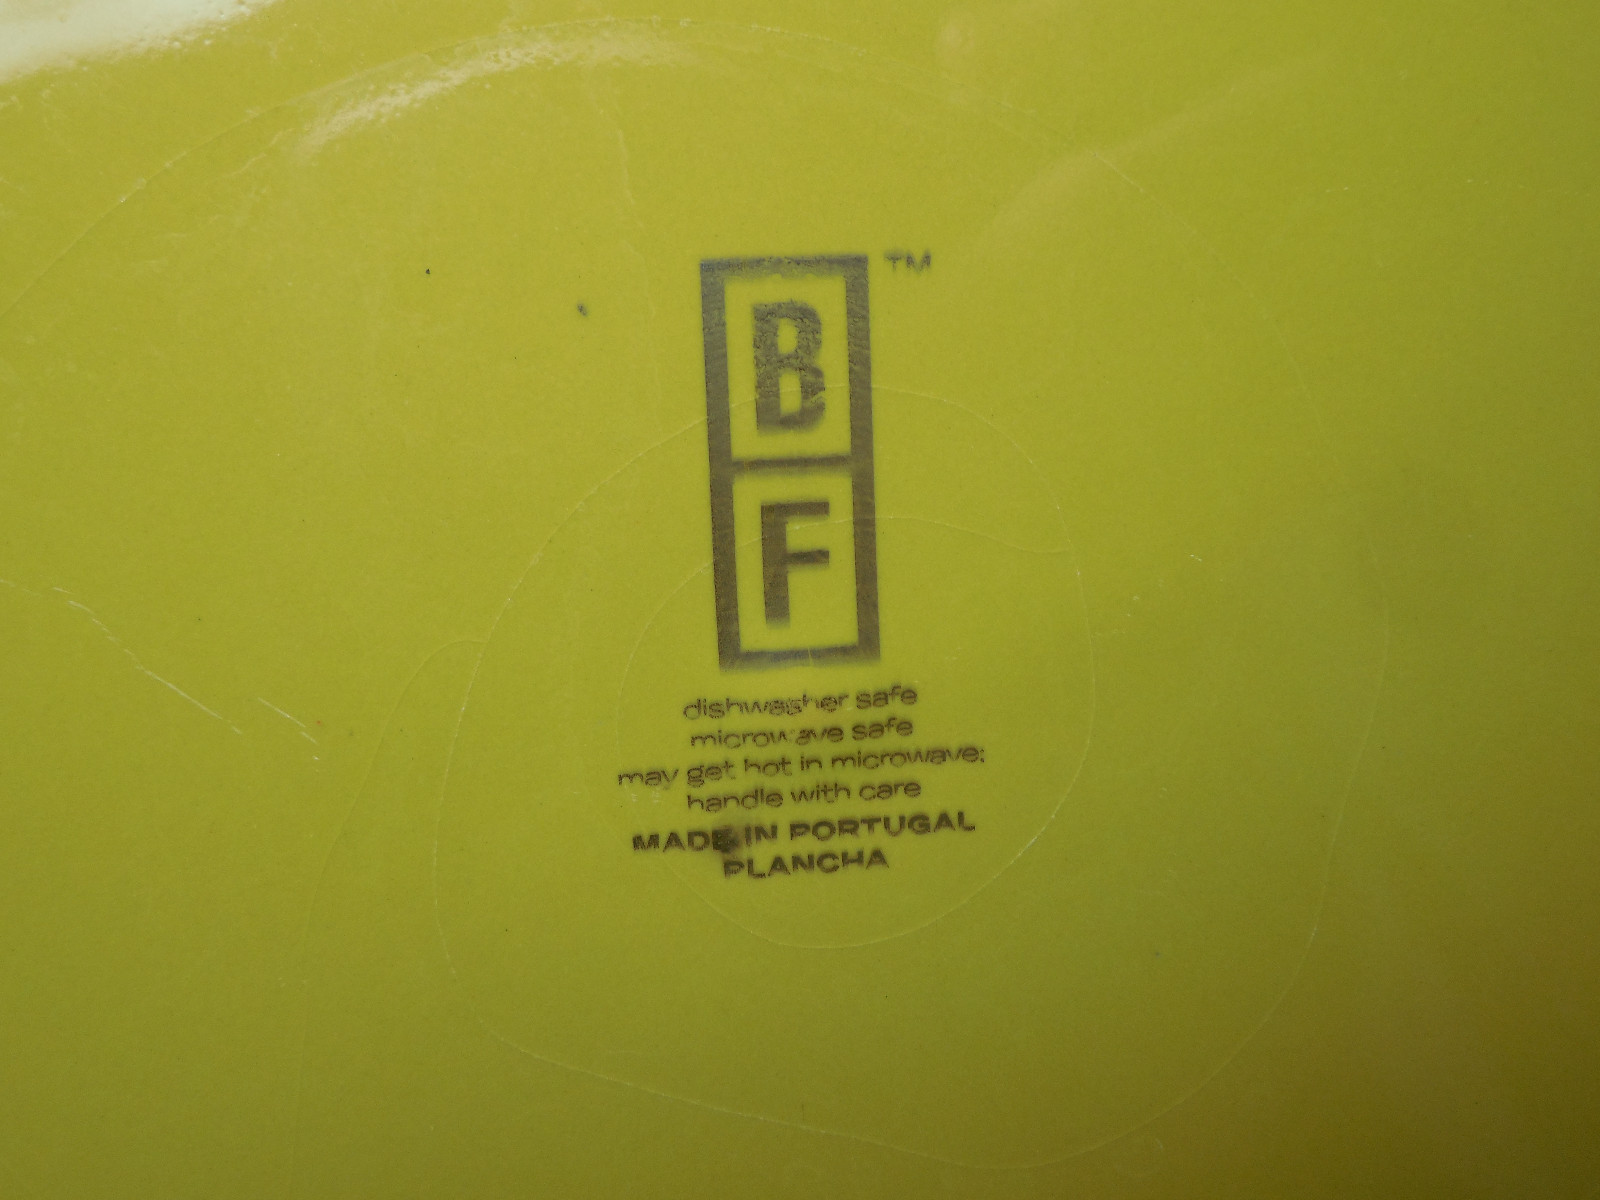 B
™
F
dishwasher safe
microwave safe
may get hot in microwave;
handle with care
MADE IN PORTUGAL
PLANCHA